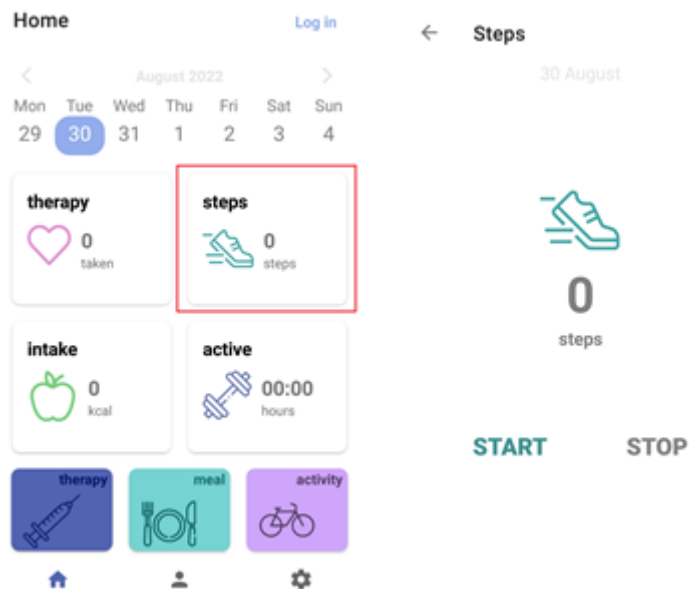 Home Log in
August 2022
Mon Tue Wed Thu Fri Sat Sun
29 30 31 1 2 3 4
therapy
0
taken
steps
0
steps
intake
0
kcal
active
00:00
hours
therapy meal activity
Steps
30 August
0
steps
START STOP